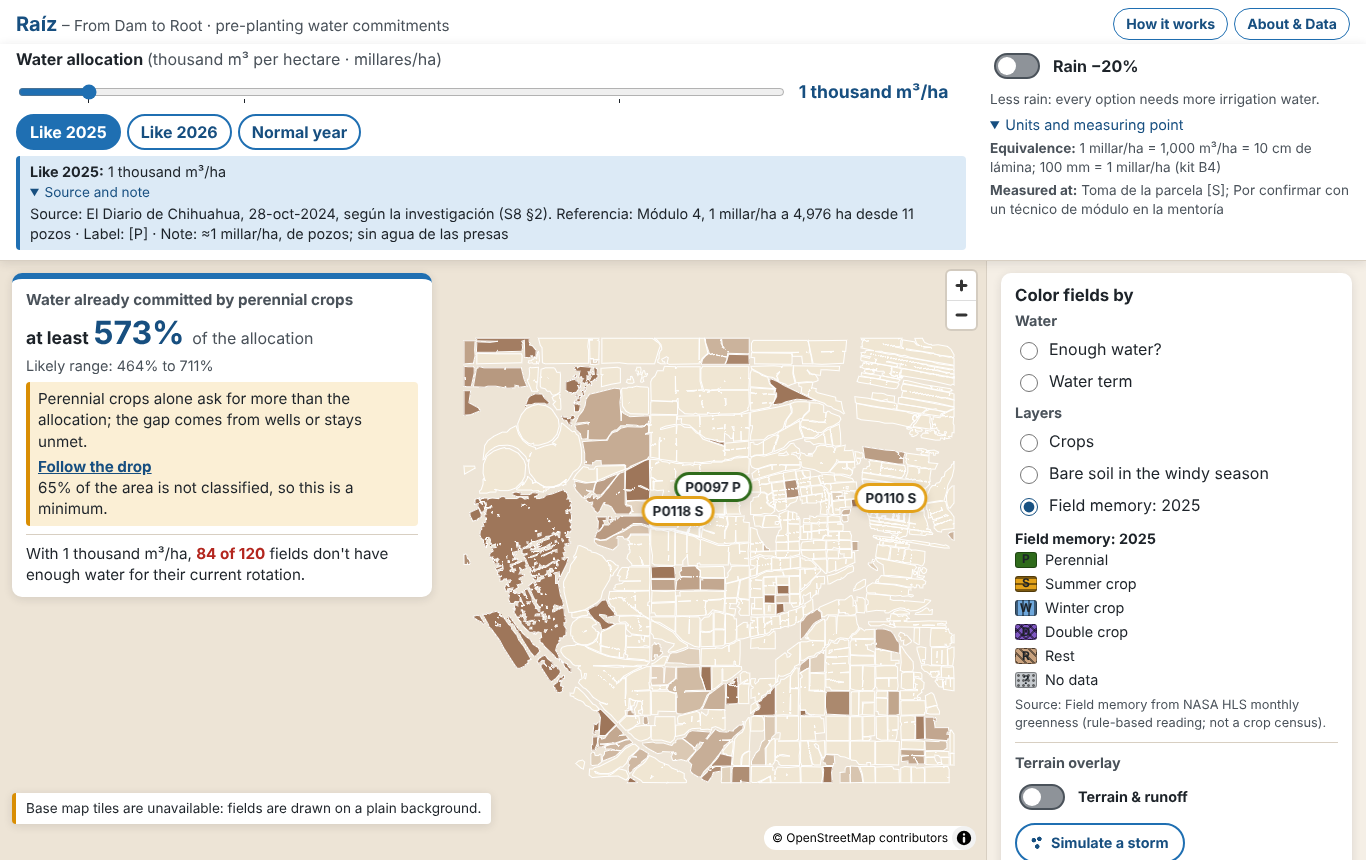 Raíz – From Dam to Root · pre-planting water commitments
How it works
About & Data
Water allocation (thousand m³ per hectare · millares/ha)
1 thousand m³/ha
Like 2025
Like 2026
Normal year
Like 2025: 1 thousand m³/ha
▼ Source and note
Source: El Diario de Chihuahua, 28-oct-2024, según la investigación (S8 §2). Referencia: Módulo 4, 1 millar/ha a 4,976 ha desde 11
pozos · Label: [P] · Note: ≈1 millar/ha, de pozos; sin agua de las presas
Rain −20%
Less rain: every option needs more irrigation water.
▼ Units and measuring point
Equivalence: 1 millar/ha = 1,000 m³/ha = 10 cm de
lámina; 100 mm = 1 millar/ha (kit B4)
Measured at: Toma de la parcela [S]; Por confirmar con
un técnico de módulo en la mentoría
Water already committed by perennial crops
at least 573% of the allocation
Likely range: 464% to 711%
Perennial crops alone ask for more than the
allocation; the gap comes from wells or stays
unmet.
Follow the drop
65% of the area is not classified, so this is a
minimum.
With 1 thousand m³/ha, 84 of 120 fields don't have
enough water for their current rotation.
+
−
P0097 P
P0118 S
P0110 S
Base map tiles are unavailable: fields are drawn on a plain background.
© OpenStreetMap contributors
Color fields by
Water
Enough water?
Water term
Layers
Crops
Bare soil in the windy season
Field memory: 2025
Field memory: 2025
P Perennial
S Summer crop
W Winter crop
Double crop
R Rest
? No data
Source: Field memory from NASA HLS monthly
greenness (rule-based reading; not a crop census).
Terrain overlay
Terrain & runoff
Simulate a storm